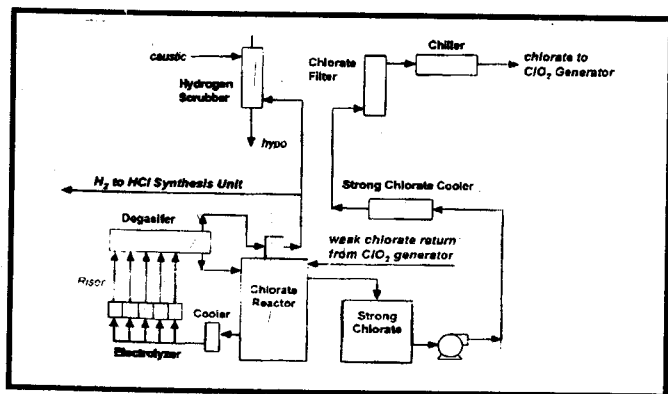 caustic
Hydrogen
Scrubber
hypo
Chlorate
Filter
Chiller
chlorate to
ClO₂ Generator
H₂ to HCl Synthesis Unit
Strong Chlorate Cooler
Degasifer
weak chlorate return
from ClO₂ generator
Riser
Chlorate
Reactor
Cooler
Strong
Chlorate
Electrolyzer